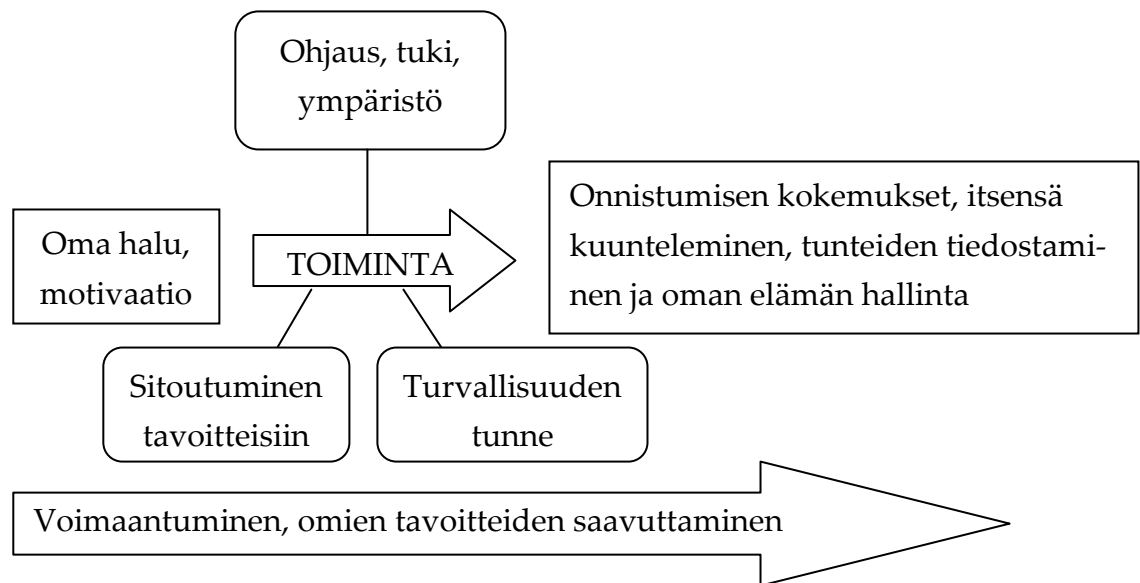 Ohjaus, tuki,
ympäristö
Oma halu,
motivaatio
TOIMINTA
Onnistumisen kokemukset, itsensä
kuunteleminen, tunteiden tiedostami-
nen ja oman elämän hallinta
Sitoutuminen
tavoitteisiin
Turvallisuuden
tunne
Voimaantuminen, omien tavoitteiden saavuttaminen